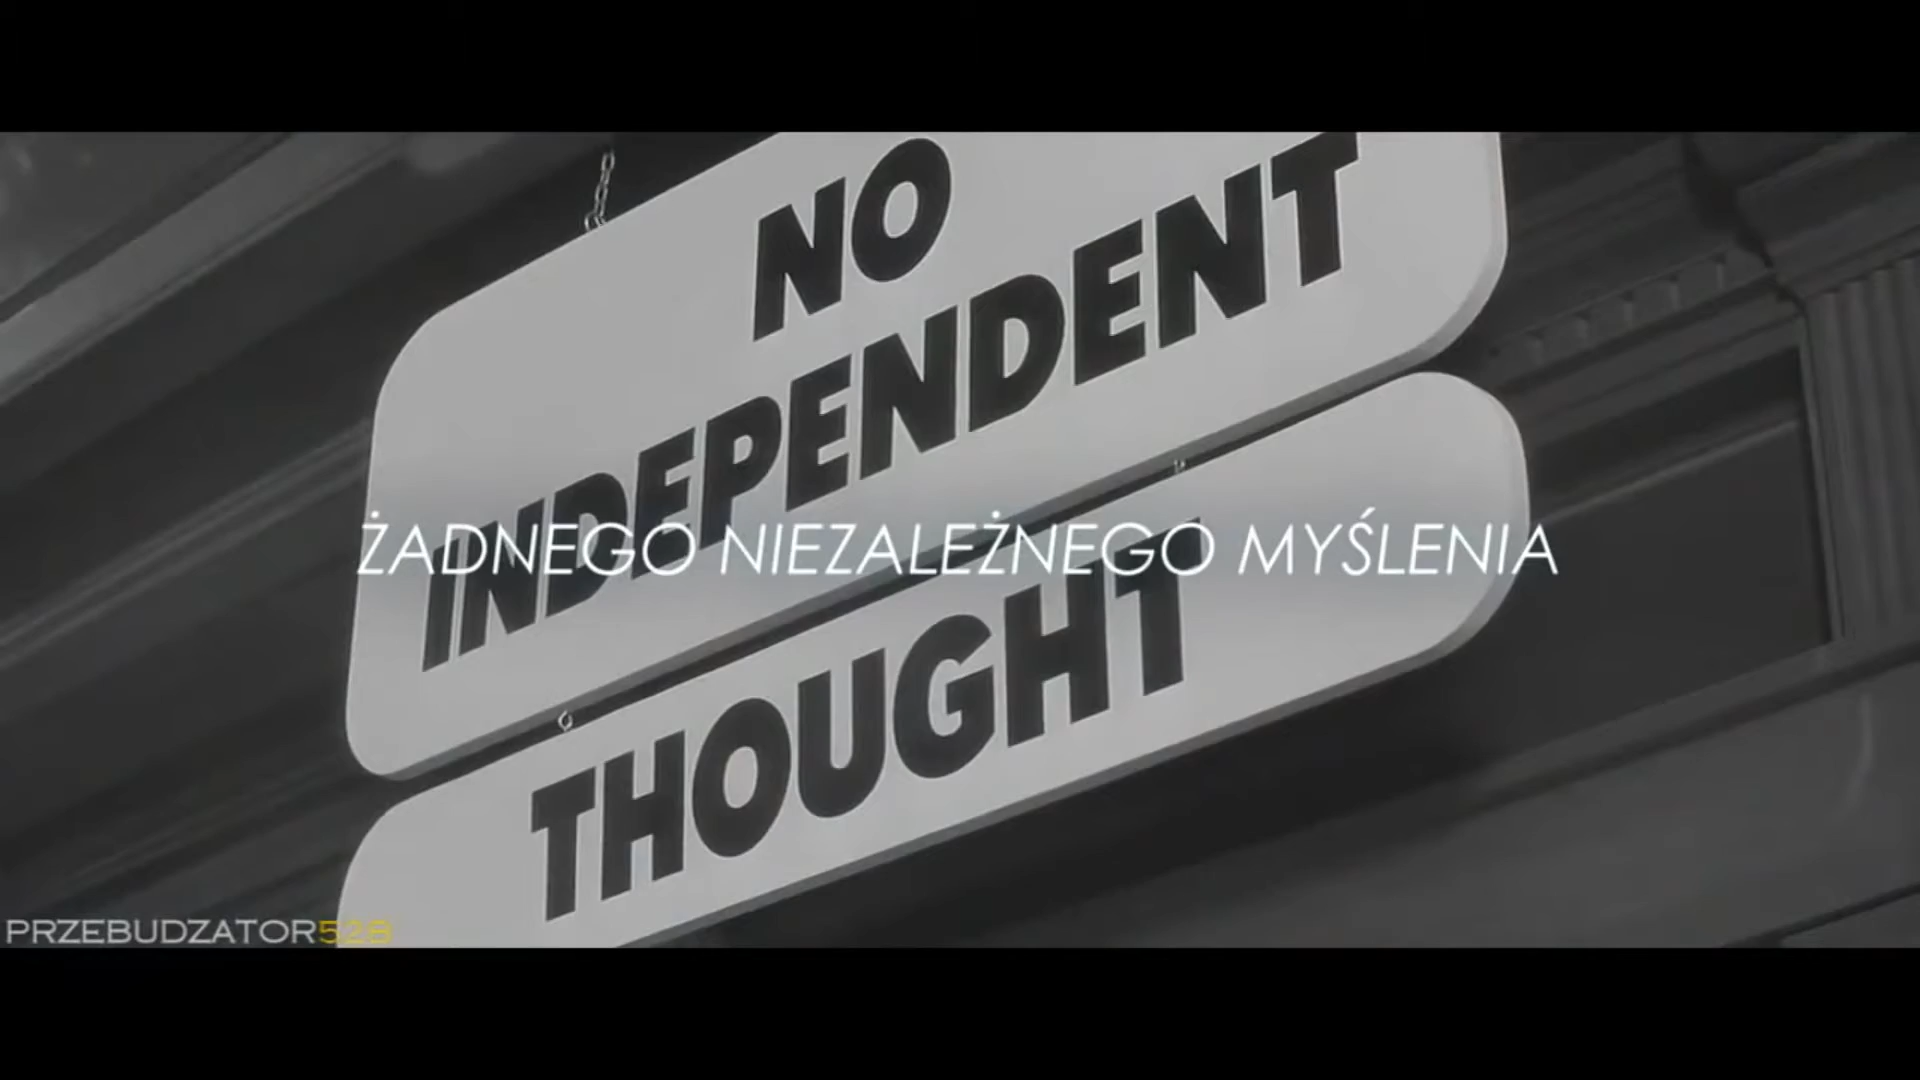 NO
INDEPENDENT
ŻADNEGO NIEZALEŻNEGO MYŚLENIA
THOUGHT
PRZEBUDZATOR528